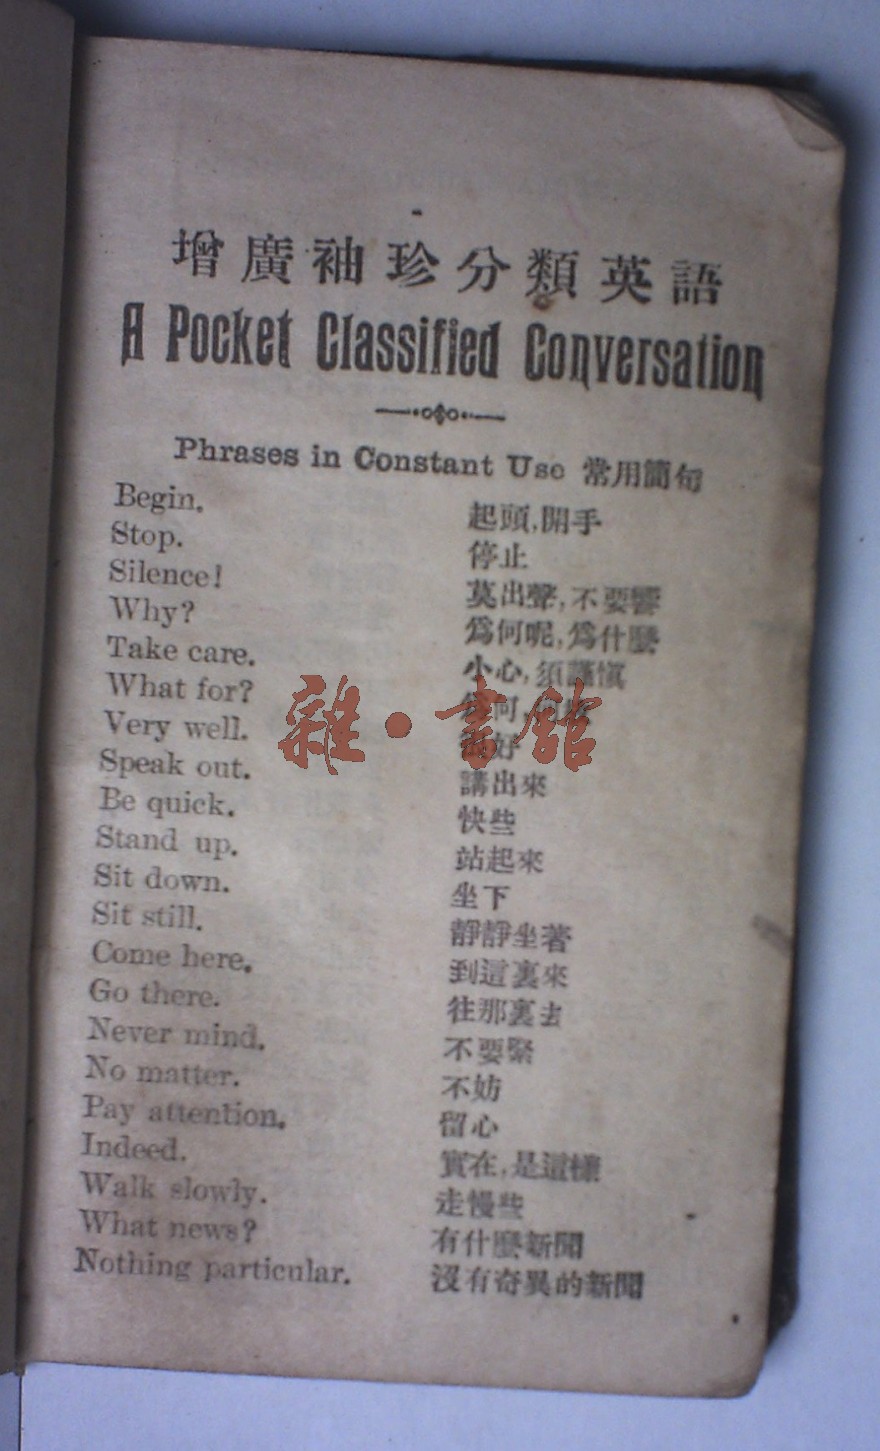 增廣袖珍分類英語
A Pocket Classified Conversation
Phrases in Constant Use 常用簡句
Begin. 起頭,開手
Stop. 停止
Silence! 莫出聲,不要響
Why? 爲何呢,爲什麼
Take care. 小心,須謹慎
What for? 何
Very well. 好
Speak out. 講出來
Be quick. 快些
Stand up. 站起來
Sit down. 坐下
Sit still. 靜靜坐著
Come here. 到這裏來
Go there. 往那裏去
Never mind. 不要緊
No matter. 不妨
Pay attention. 留心
Indeed. 實在,是這樣
Walk slowly. 走慢些
What news? 有什麼新聞
Nothing particular. 沒有奇異的新聞
雜·書館